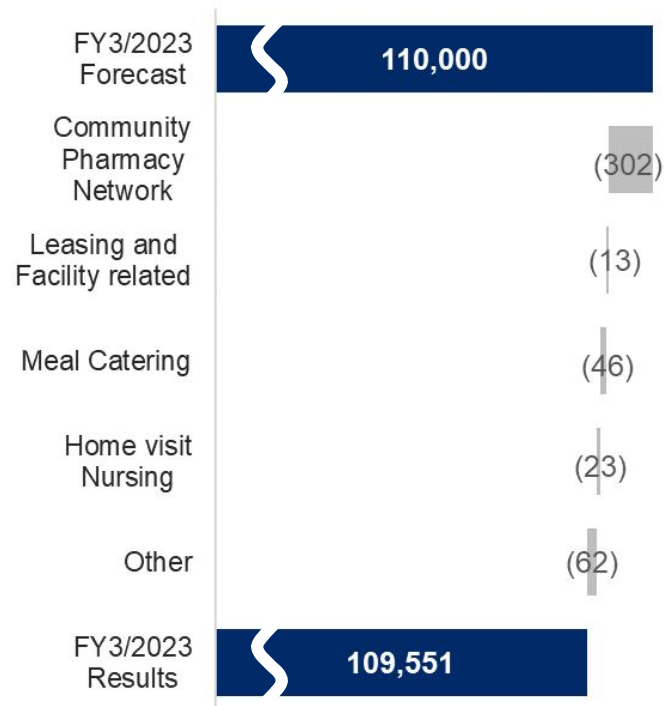 FY3/2023
Forecast
110,000
Community
Pharmacy
Network
(302)
Leasing and
Facility related
(13)
Meal Catering
(46)
Home visit
Nursing
(23)
Other
(62)
FY3/2023
Results
109,551